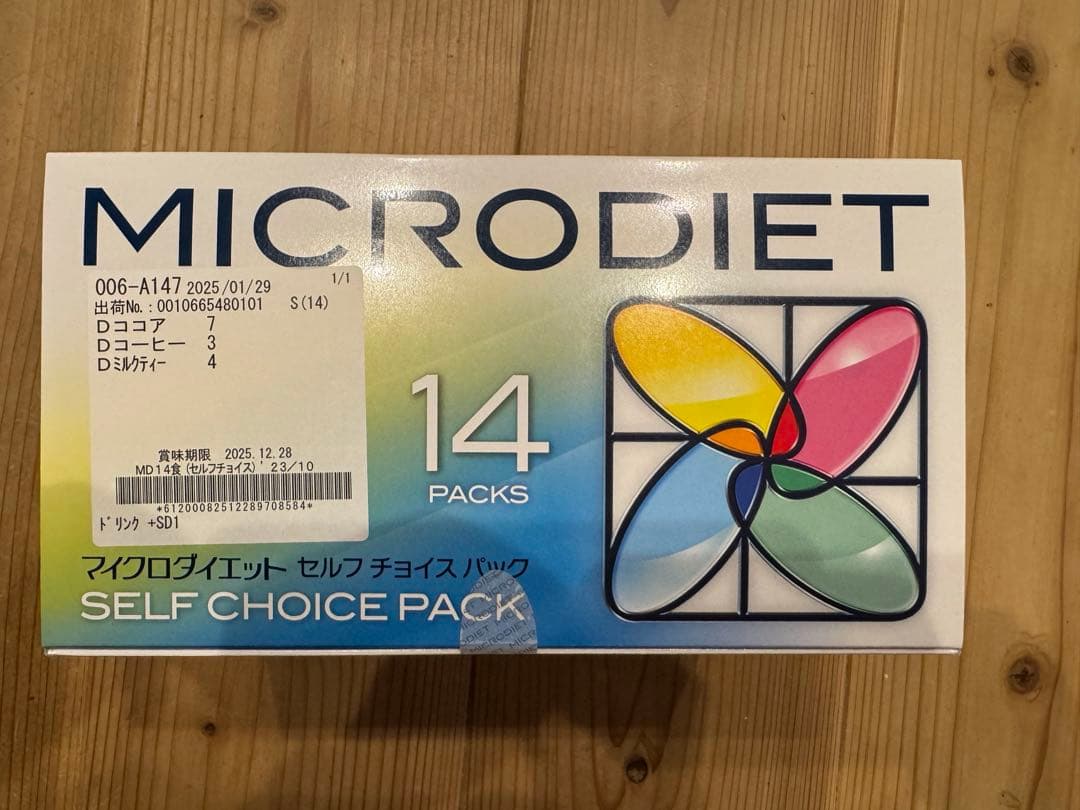 MICRODIET
006-A147 2025/01/29 1/1
出荷No.:0010665480101 S(14)
Dココア 7
Dコーヒー 3
Dミルクティー 4
賞味期限 2025.12.28
MD14食(セルフチョイス)'23/10
*61200082512289708584*
ドリンク +SD1
14
PACKS
マイクロダイエット セルフ チョイス パック
SELF CHOICE PACK
MICRODIET MICR